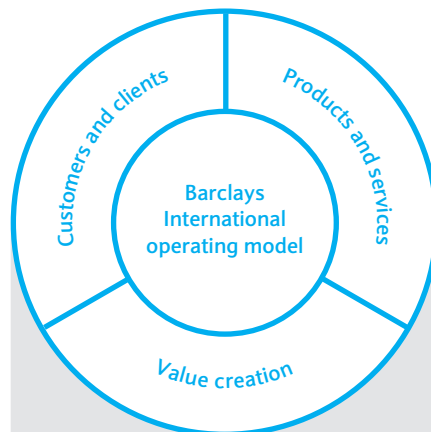 Customers and clients
Products and services
Barclays
International
operating model
Value creation